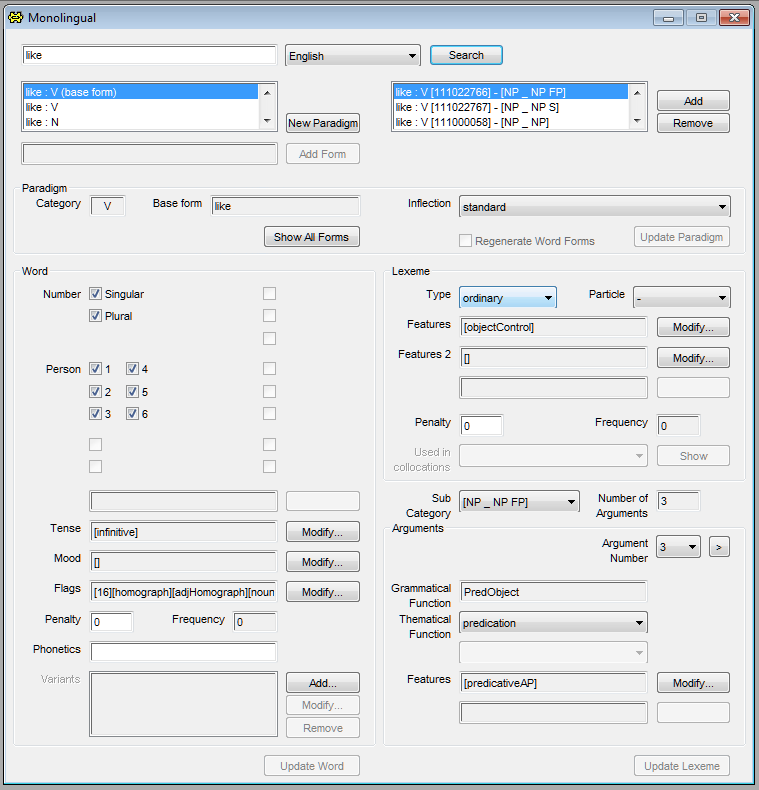 Monolingual
like English Search
like : V (base form)
like : V
like : N
New Paradigm
like : V [111022766] - [NP _ NP FP]
like : V [111022767] - [NP _ NP S]
like : V [111000058] - [NP _ NP]
Add
Remove
Add Form
Paradigm
Category V Base form like Inflection standard
Show All Forms Regenerate Word Forms Update Paradigm
Word
Number Singular
Plural
Person 1 4
2 5
3 6
Tense [infinitive] Modify...
Mood [] Modify...
Flags [16][homograph][adjHomograph][noun Modify...
Penalty 0 Frequency 0
Phonetics
Variants Add...
Modify...
Remove
Update Word
Lexeme
Type ordinary Particle -
Features [objectControl] Modify...
Features 2 [] Modify...
Penalty 0 Frequency 0
Used in
collocations
Show
Sub
Category
[NP _ NP FP]
Number of
Arguments
3
Arguments
Argument
Number
3 >
Grammatical
Function
PredObject
Thematical
Function
predication
Features [predicativeAP] Modify...
Update Lexeme